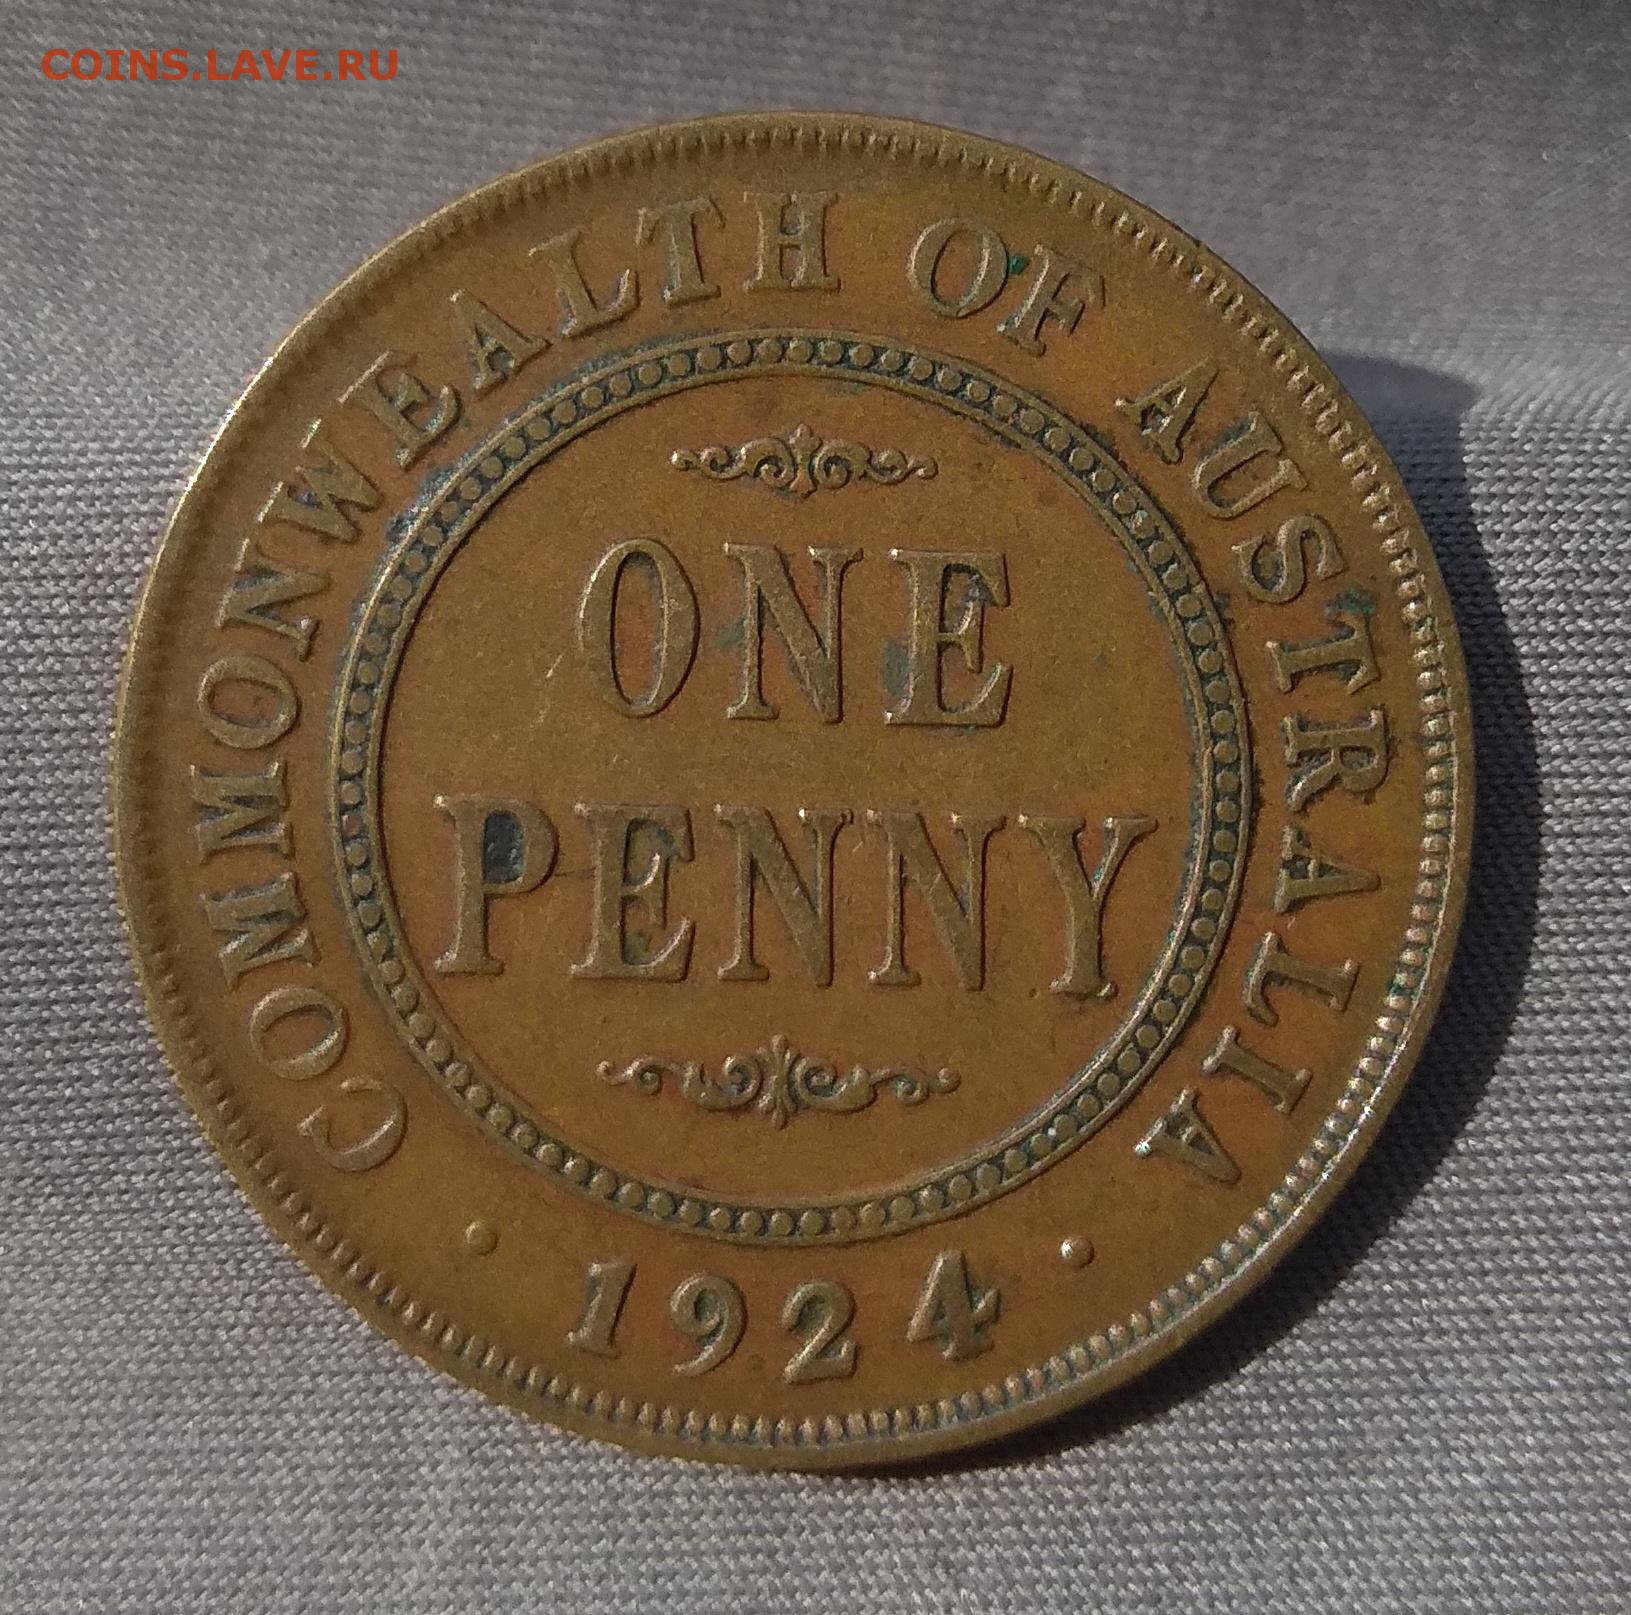 COINS.LAVE.RU
COMMONWEALTH OF AUSTRALIA
ONE
PENNY
· 1924 ·